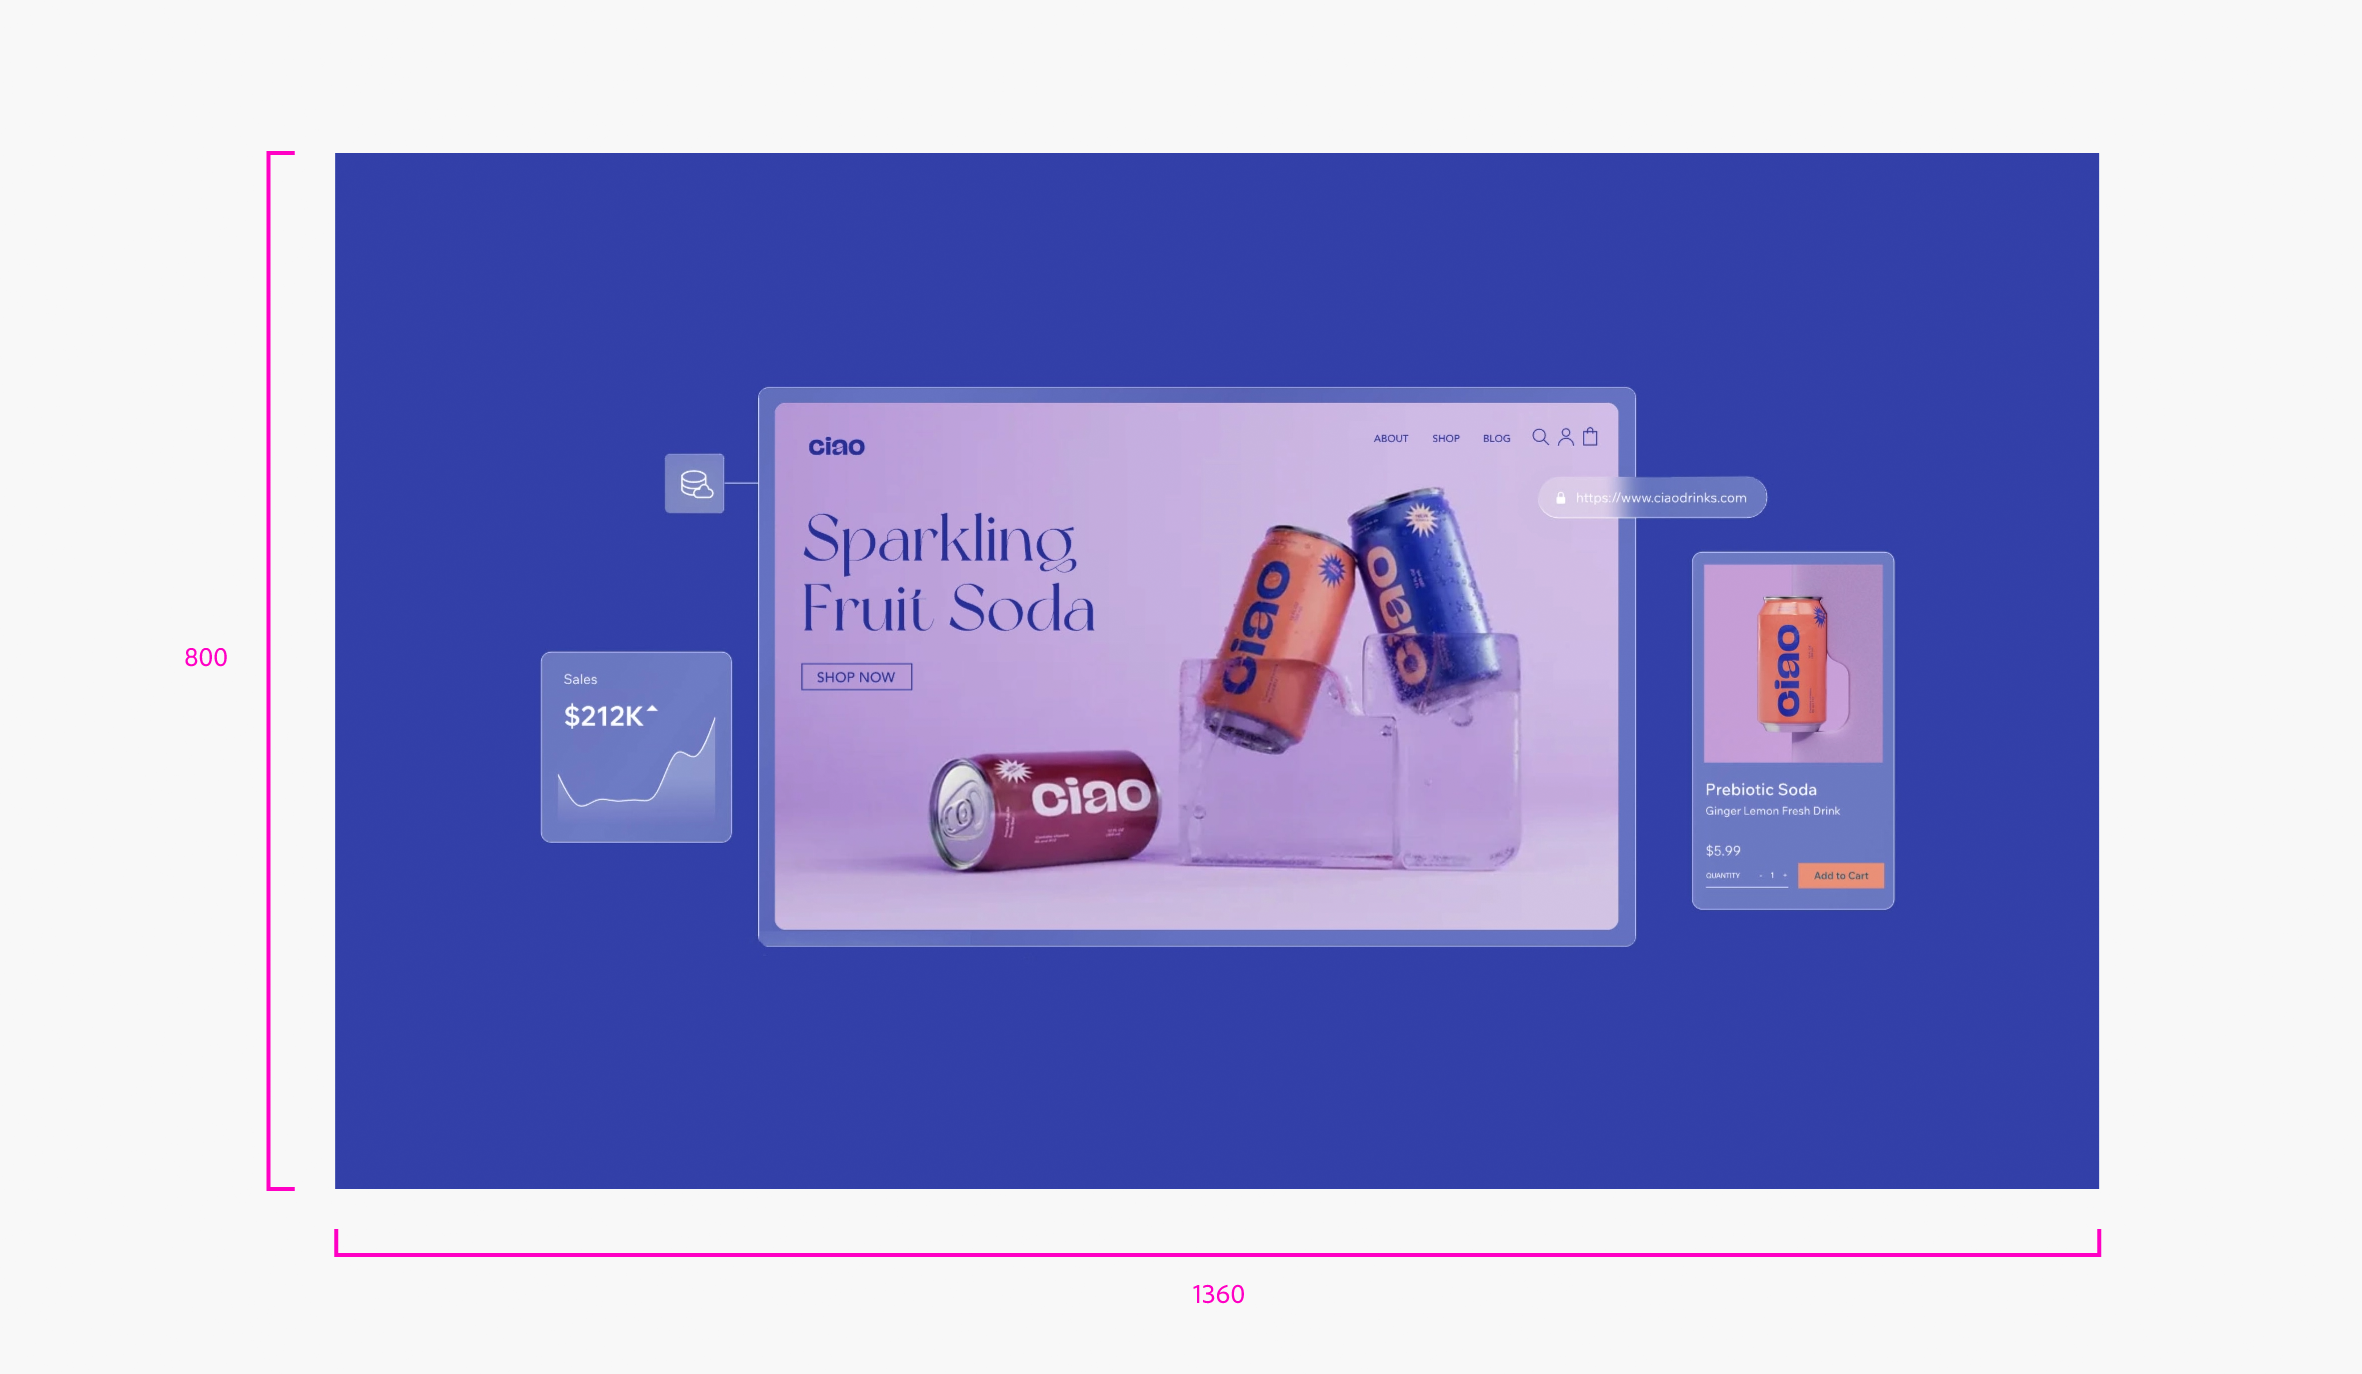 800
ciao
ABOUT SHOP BLOG
https://www.ciaodrinks.com
Sparkling
Fruit Soda
SHOP NOW
ciao
ciao
ciao
Sales
$212K
ciao
Prebiotic Soda
Ginger Lemon Fresh Drink
$5.99
QUANTITY - 1 +
Add to Cart
1360